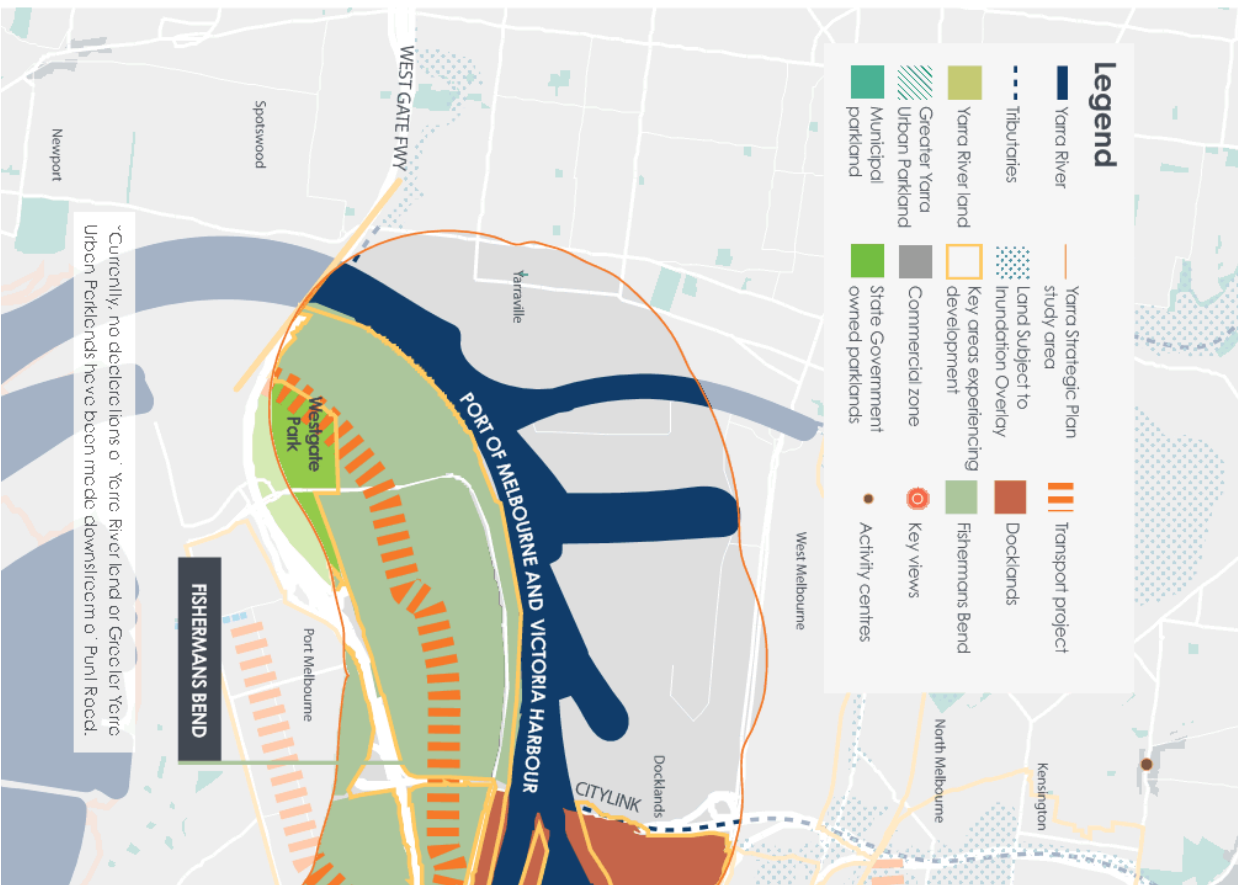 Legend
Yarra River
Tributaries
Yarra River land
Greater Yarra
Urban Parkland
Municipal
parkland
Yarra Strategic Plan
study area
Land Subject to
Inundation Overlay
Key areas experiencing
development
Commercial zone
State Government
owned parklands
Transport project
Docklands
Fishermans Bend
Key views
Activity centres
WEST GATE FWY
Spotswood
Newport
Yarraville
West Melbourne
PORT OF MELBOURNE AND VICTORIA HARBOUR
Westgate
Park
Port Melbourne
FISHERMANS BEND
CITYLINK
Docklands
North Melbourne
Kensington
*Currently, no declarations of Yarra River land or Greater Yarra
Urban Parklands have been made downstream of Punt Road.